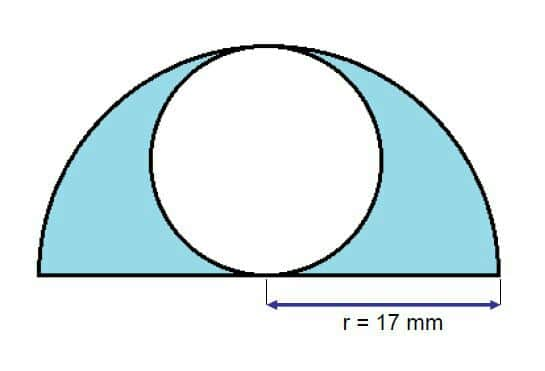 r = 17 mm